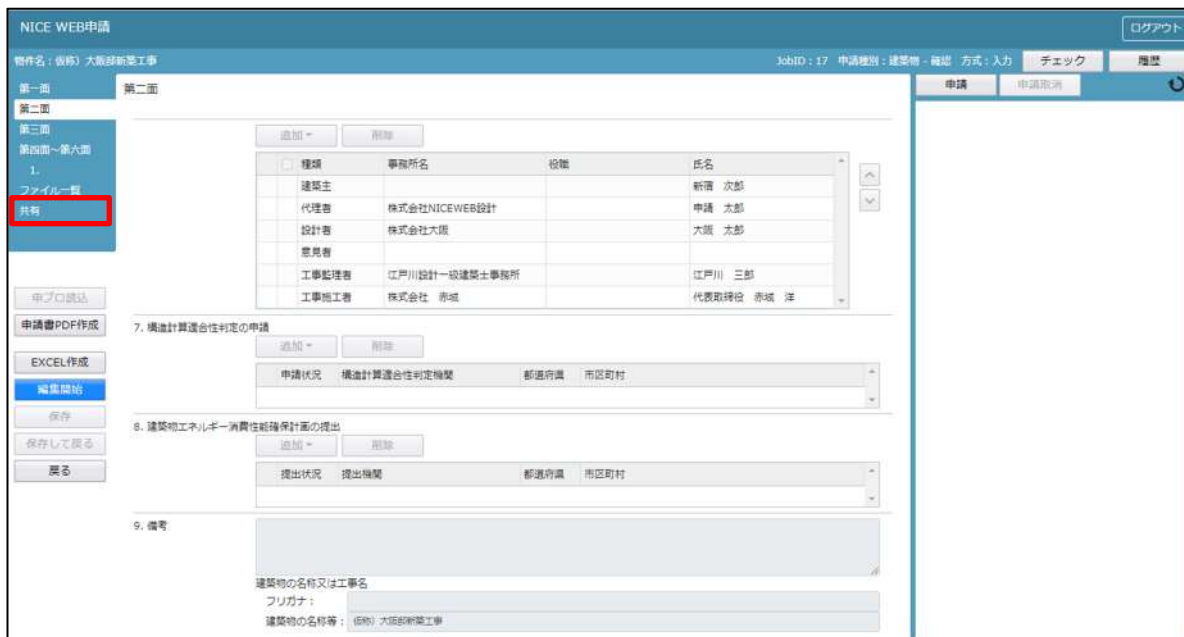 NICE WEB申請
ログアウト
物件名：仮称）大阪邸新築工事
JobID：17 申請種別：建築物 - 確認 方式：入力
チェック
履歴
第一面
第二面
第三面
第四面～第六面
1.
ファイル一覧
共有
申プロ読込
申請書PDF作成
EXCEL作成
編集開始
保存
保存して戻る
戻る
第二面
追加 削除
種類 事務所名 役職 氏名
建築主 新宿 次郎
代理者 株式会社NICEWEB設計 申請 太郎
設計者 株式会社大阪 大阪 太郎
意見者
工事監理者 江戸川設計一級建築士事務所 江戸川 三郎
工事施工者 株式会社 赤城 代表取締役 赤城 洋
7. 構造計算適合性判定の申請
追加 削除
申請状況 構造計算適合性判定機関 都道府県 市区町村
8. 建築物エネルギー消費性能確保計画の提出
追加 削除
提出状況 提出機関 都道府県 市区町村
9. 備考
建築物の名称又は工事名
フリガナ：
建築物の名称等： 仮称）大阪邸新築工事
申請 申請取消